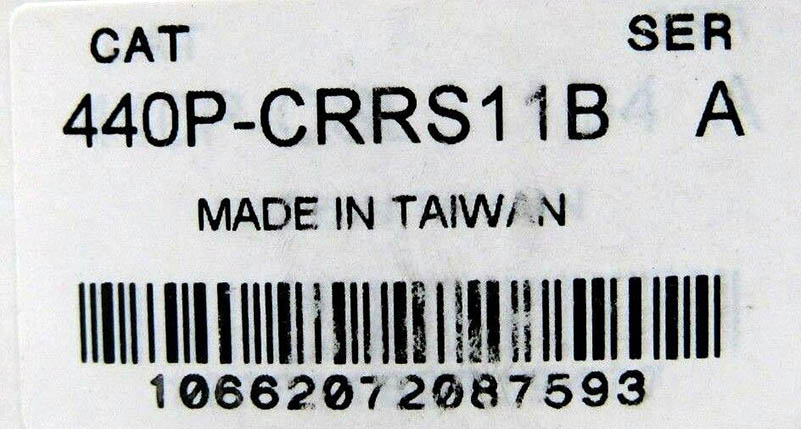 CAT SER
440P-CRRS11B A
MADE IN TAIWAN
10662072087593